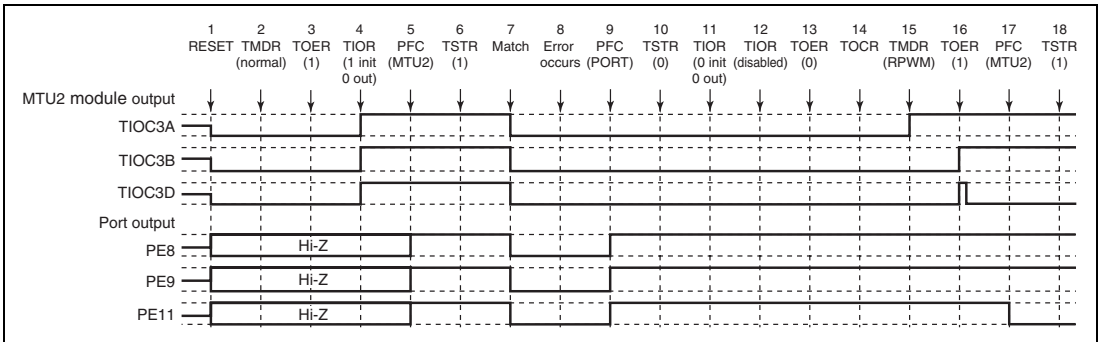 1 2 3 4 5 6 7 8 9 10 11 12 13 14 15 16 17 18
RESET TMDR TOER TIOR PFC TSTR Match Error PFC TSTR TIOR TIOR TOER TOCR TMDR TOER PFC TSTR
(normal) (1) (1 init (MTU2) (1) occurs (PORT) (0) (0 init (disabled) (0) (RPWM) (1) (MTU2) (1)
0 out) 0 out)
MTU2 module output
TIOC3A
TIOC3B
TIOC3D
Port output
PE8 Hi-Z
PE9 Hi-Z
PE11 Hi-Z